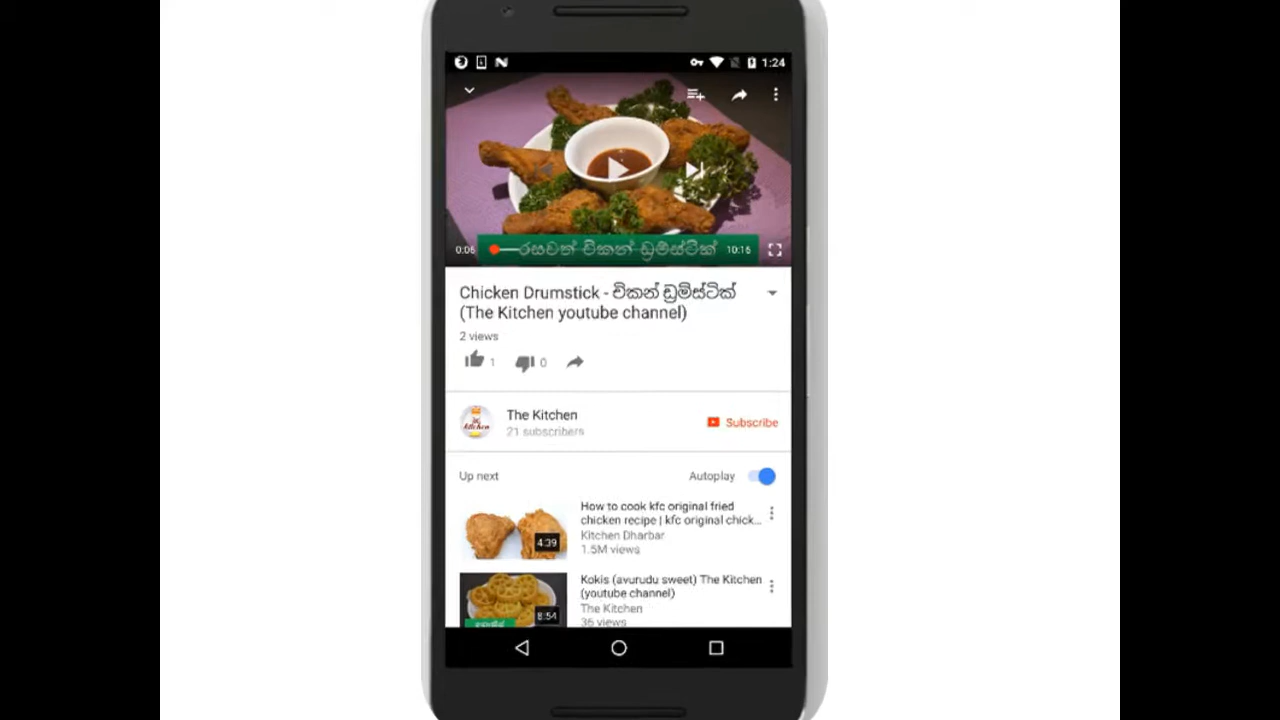 1:24
0:06
රසවත් චිකන් ඩ්‍රම්ස්ටික්
10:16
Chicken Drumstick - චිකන් ඩ්‍රම්ස්ටික්
(The Kitchen youtube channel)
2 views
1
0
The Kitchen
21 subscribers
Subscribe
Up next
Autoplay
How to cook kfc original fried
chicken recipe | kfc original chick...
Kitchen Dharbar
1.5M views
4:39
Kokis (avurudu sweet) The Kitchen
(youtube channel)
The Kitchen
36 views
8:54